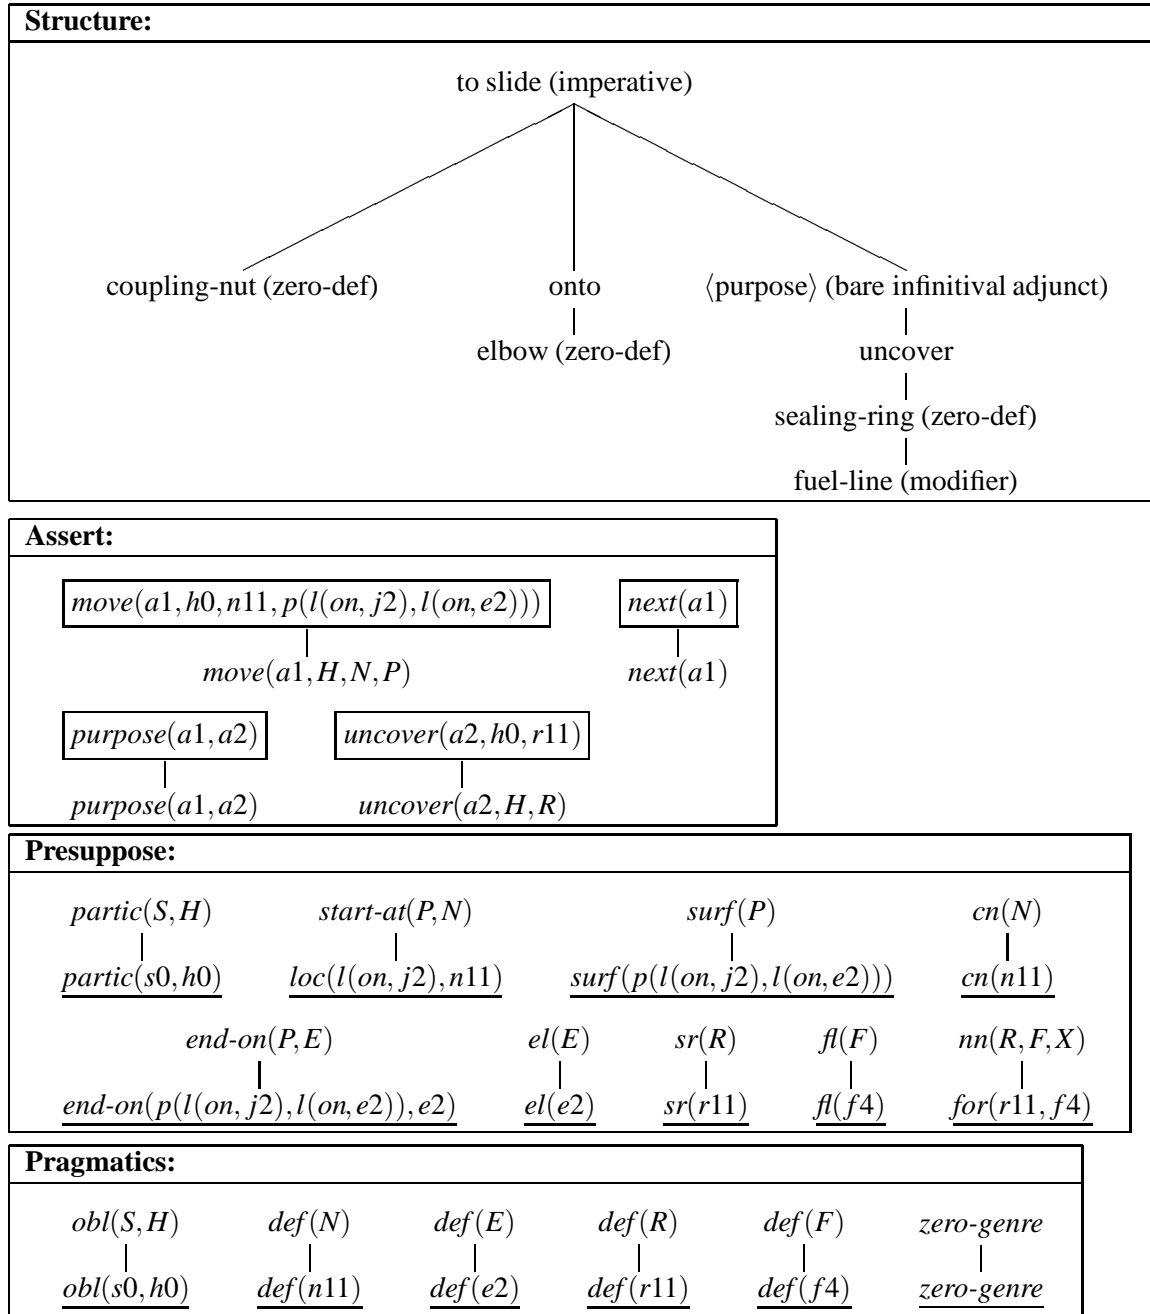 Structure:
to slide (imperative)
coupling-nut (zero-def) onto ⟨purpose⟩ (bare infinitival adjunct)
elbow (zero-def) uncover
sealing-ring (zero-def)
fuel-line (modifier)
Assert:
move(a1,h0,n11,p(l(on,j2),l(on,e2))) next(a1)
move(a1,H,N,P) next(a1)
purpose(a1,a2) uncover(a2,h0,r11)
purpose(a1,a2) uncover(a2,H,R)
Presuppose:
partic(S,H) start-at(P,N) surf(P) cn(N)
partic(s0,h0) loc(l(on,j2),n11) surf(p(l(on,j2),l(on,e2))) cn(n11)
end-on(P,E) el(E) sr(R) fl(F) nn(R,F,X)
end-on(p(l(on,j2),l(on,e2)),e2) el(e2) sr(r11) fl(f4) for(r11,f4)
Pragmatics:
obl(S,H) def(N) def(E) def(R) def(F) zero-genre
obl(s0,h0) def(n11) def(e2) def(r11) def(f4) zero-genre